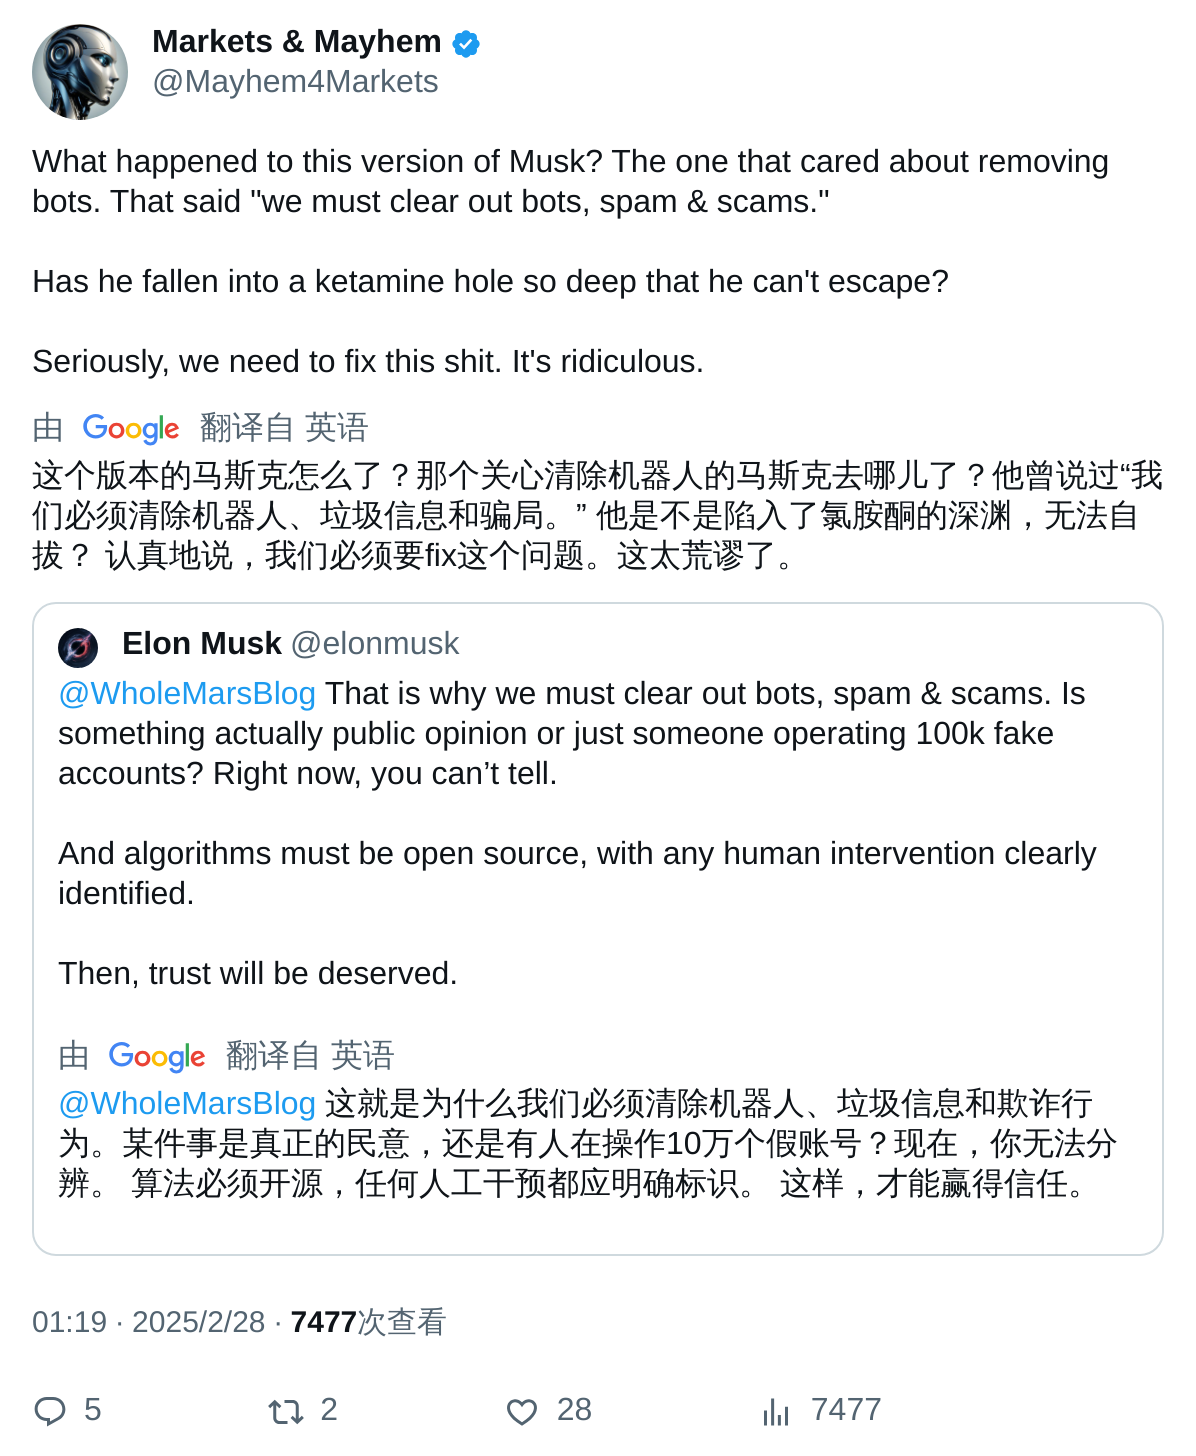 Markets & Mayhem
@Mayhem4Markets
What happened to this version of Musk? The one that cared about removing
bots. That said "we must clear out bots, spam & scams."
Has he fallen into a ketamine hole so deep that he can't escape?
Seriously, we need to fix this shit. It's ridiculous.
由 Google 翻译自 英语
这个版本的马斯克怎么了？那个关心清除机器人的马斯克去哪儿了？他曾说过“我
们必须清除机器人、垃圾信息和骗局。” 他是不是陷入了氯胺酮的深渊，无法自
拔？ 认真地说，我们必须要fix这个问题。这太荒谬了。
Elon Musk @elonmusk
@WholeMarsBlog That is why we must clear out bots, spam & scams. Is
something actually public opinion or just someone operating 100k fake
accounts? Right now, you can’t tell.
And algorithms must be open source, with any human intervention clearly
identified.
Then, trust will be deserved.
由 Google 翻译自 英语
@WholeMarsBlog 这就是为什么我们必须清除机器人、垃圾信息和欺诈行
为。某件事是真正的民意，还是有人在操作10万个假账号？现在，你无法分
辨。 算法必须开源，任何人工干预都应明确标识。 这样，才能赢得信任。
01:19 · 2025/2/28 · 7477次查看
5 2 28 7477